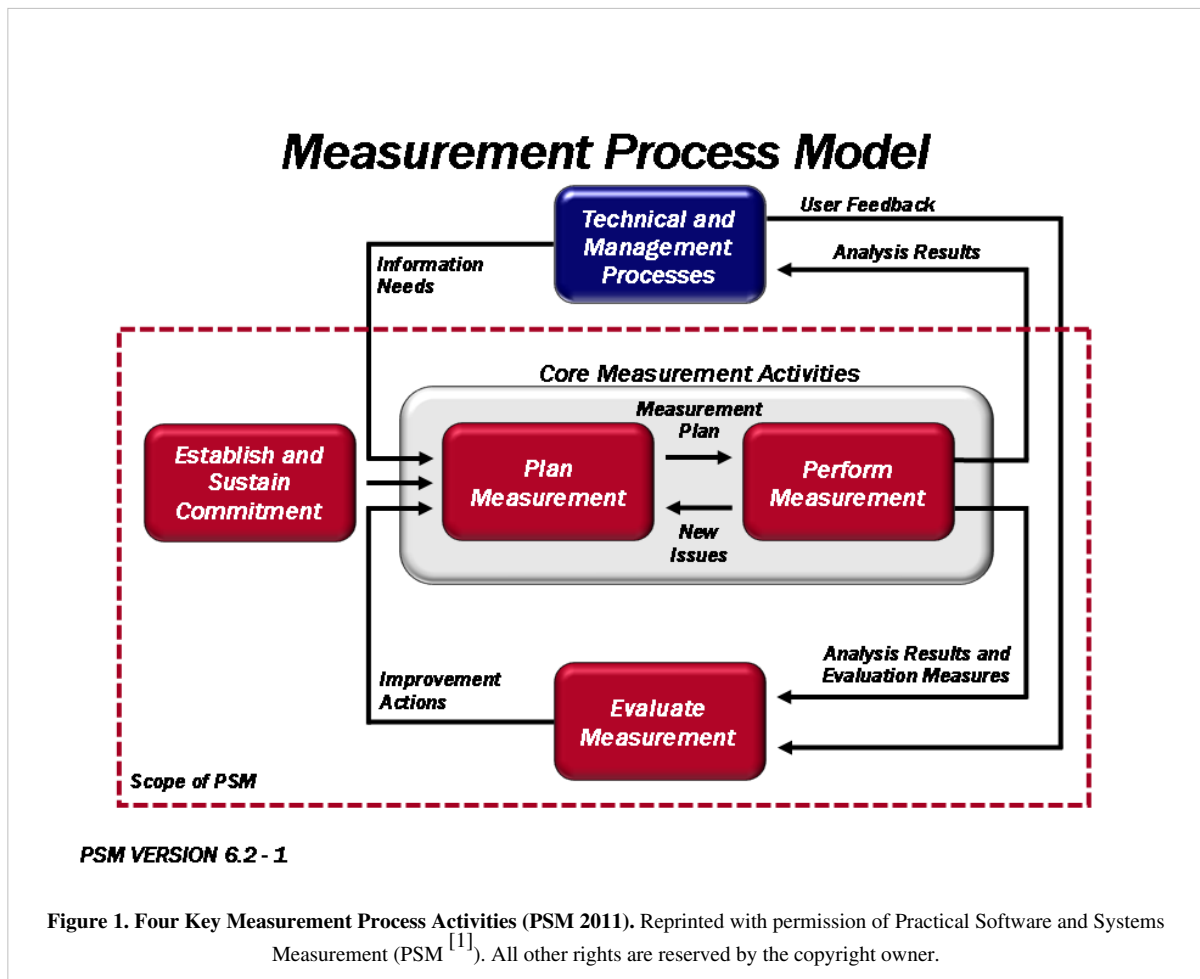 Measurement Process Model
Technical and
Management
Processes
User Feedback
Analysis Results
Information
Needs
Core Measurement Activities
Measurement
Plan
Establish and
Sustain
Commitment
Plan
Measurement
Perform
Measurement
New
Issues
Analysis Results and
Evaluation Measures
Improvement
Actions
Evaluate
Measurement
Scope of PSM
PSM VERSION 6.2 - 1
Figure 1. Four Key Measurement Process Activities (PSM 2011). Reprinted with permission of Practical Software and Systems
Measurement (PSM [1]). All other rights are reserved by the copyright owner.